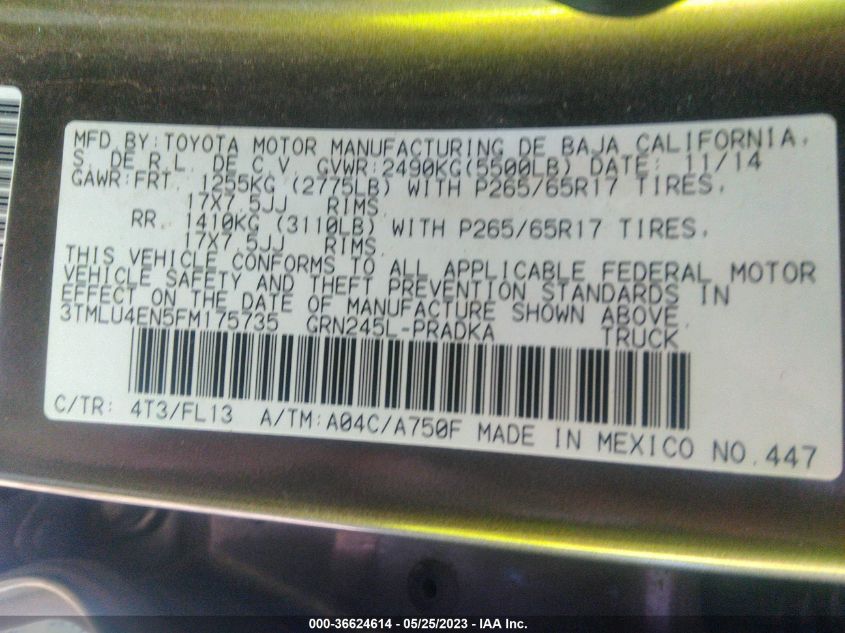 MFD. BY: TOYOTA MOTOR MANUFACTURING DE BAJA CALIFORNIA,
S. DE R.L. DE C.V. GVWR: 2490KG(5500LB) DATE: 11/14
GAWR: FRT. 1255KG (2775LB) WITH P265/65R17 TIRES,
17X7.5JJ RIMS.
RR. 1410KG (3110LB) WITH P265/65R17 TIRES,
17X7.5JJ RIMS.
THIS VEHICLE CONFORMS TO ALL APPLICABLE FEDERAL MOTOR
VEHICLE SAFETY AND THEFT PREVENTION STANDARDS IN
EFFECT ON THE DATE OF MANUFACTURE SHOWN ABOVE.
3TMLU4EN5FM175735 GRN245L-PRADKA TRUCK
C/TR: 4T3/FL13 A/TM: A04C/A750F MADE IN MEXICO NO. 447
000-36624614 - 05/25/2023 - IAA Inc.